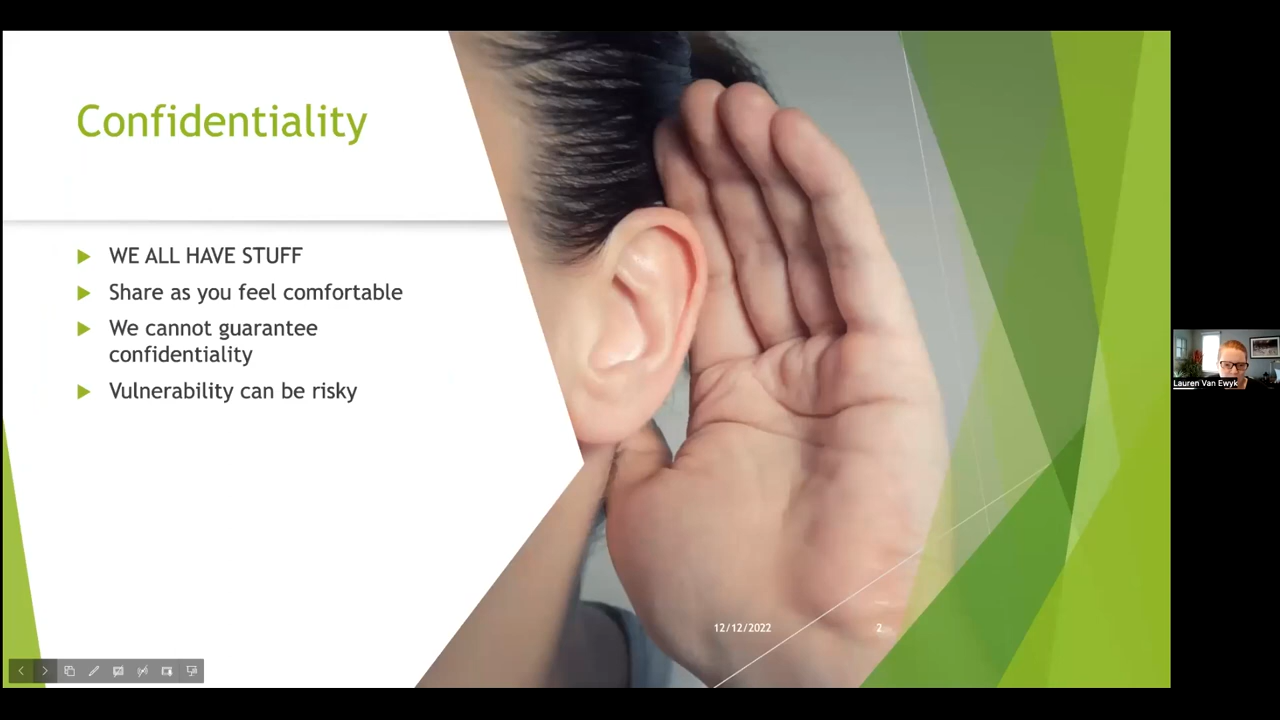 Confidentiality
WE ALL HAVE STUFF
Share as you feel comfortable
We cannot guarantee
confidentiality
Vulnerability can be risky
12/12/2022
2
Lauren Van Ewyk